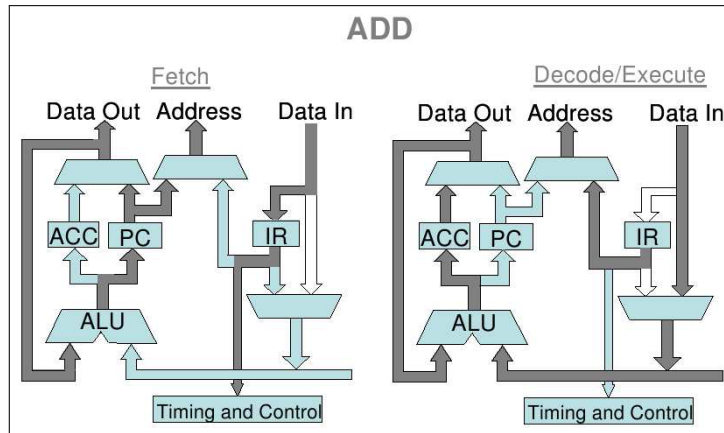 ADD
Fetch
Decode/Execute
Data Out Address Data In
Data Out Address Data In
ACC PC IR
ACC PC IR
ALU
ALU
Timing and Control
Timing and Control